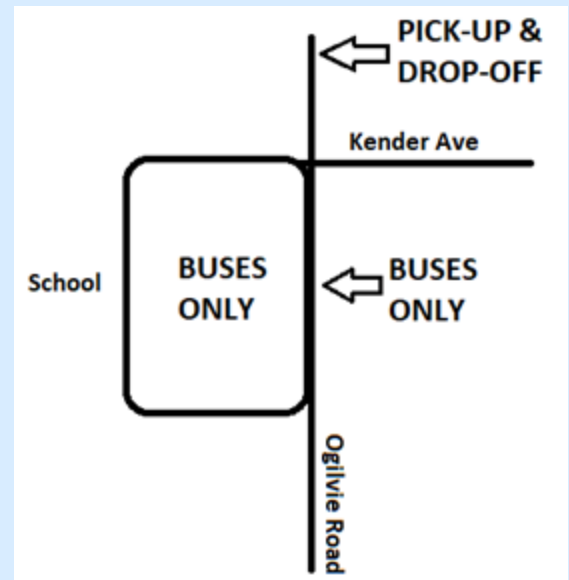 PICK-UP &
DROP-OFF
Kender Ave
School
BUSES
ONLY
BUSES
ONLY
Ogilvie Road